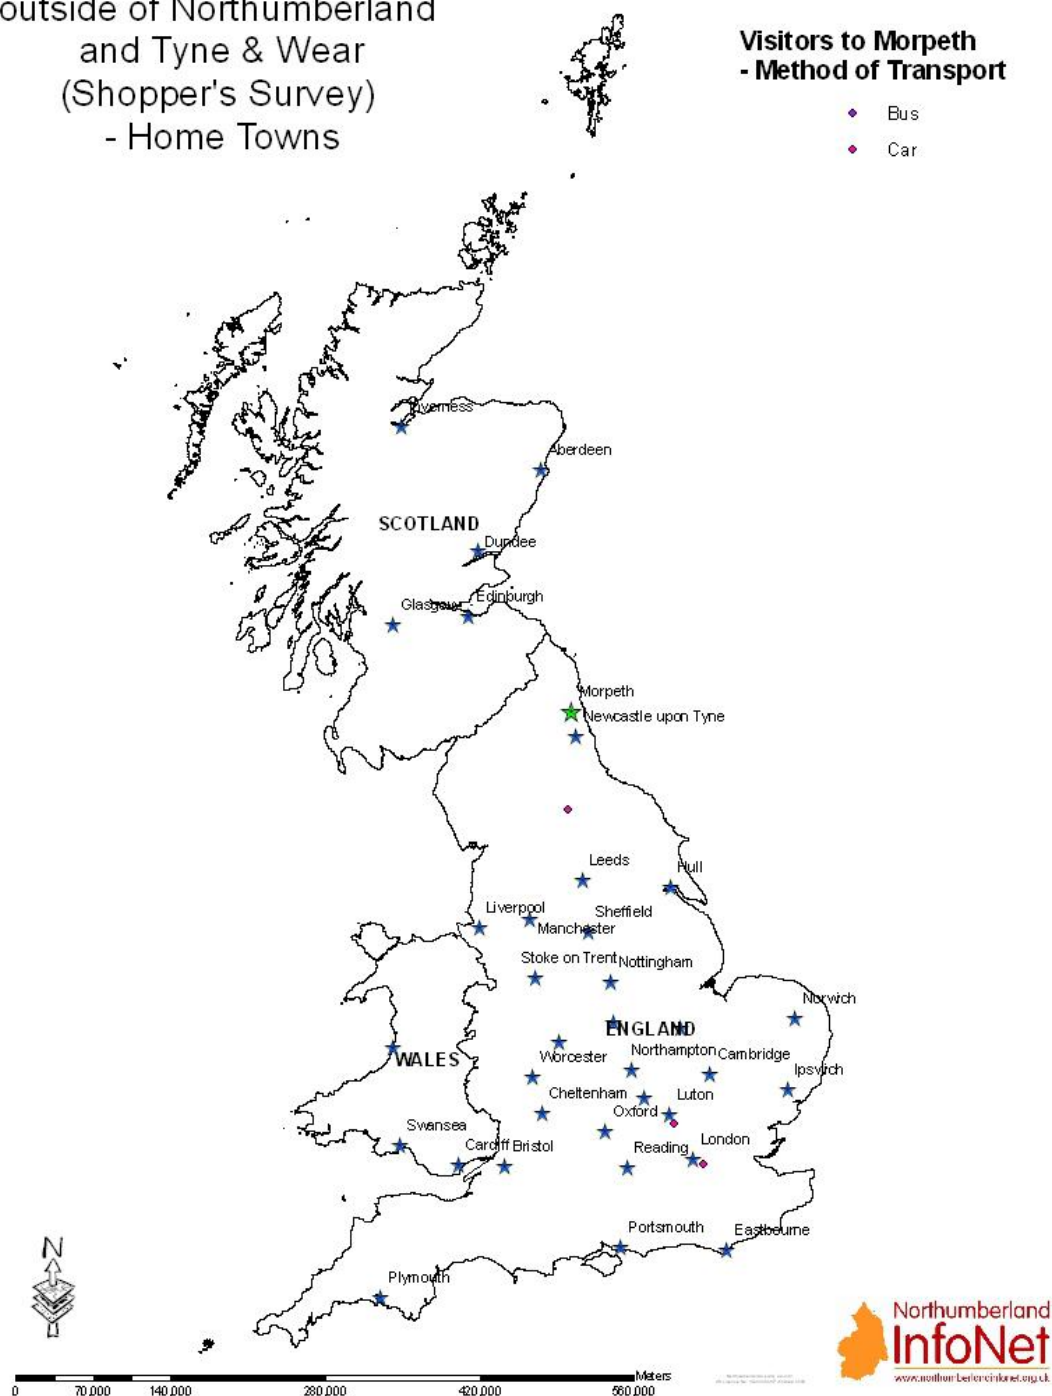 outside of Northumberland
and Tyne & Wear
(Shopper's Survey)
- Home Towns
Visitors to Morpeth
- Method of Transport
Bus
Car
Inverness
Aberdeen
SCOTLAND
Dundee
Edinburgh
Glasgow
Morpeth
Newcastle upon Tyne
Leeds
Hull
Liverpool
Sheffield
Manchester
Stoke on Trent
Nottingham
Norwich
ENGLAND
Northampton
Cambridge
Worcester
WALES
Ipswich
Cheltenham
Luton
Oxford
Swansea
London
Cardiff
Bristol
Reading
Portsmouth
Eastbourne
Plymouth
N
Northumberland
InfoNet
www.northumberlandinfonet.org.uk
Meters
0 70,000 140,000 280,000 420,000 560,000